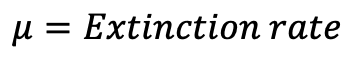 μ = Extinction rate